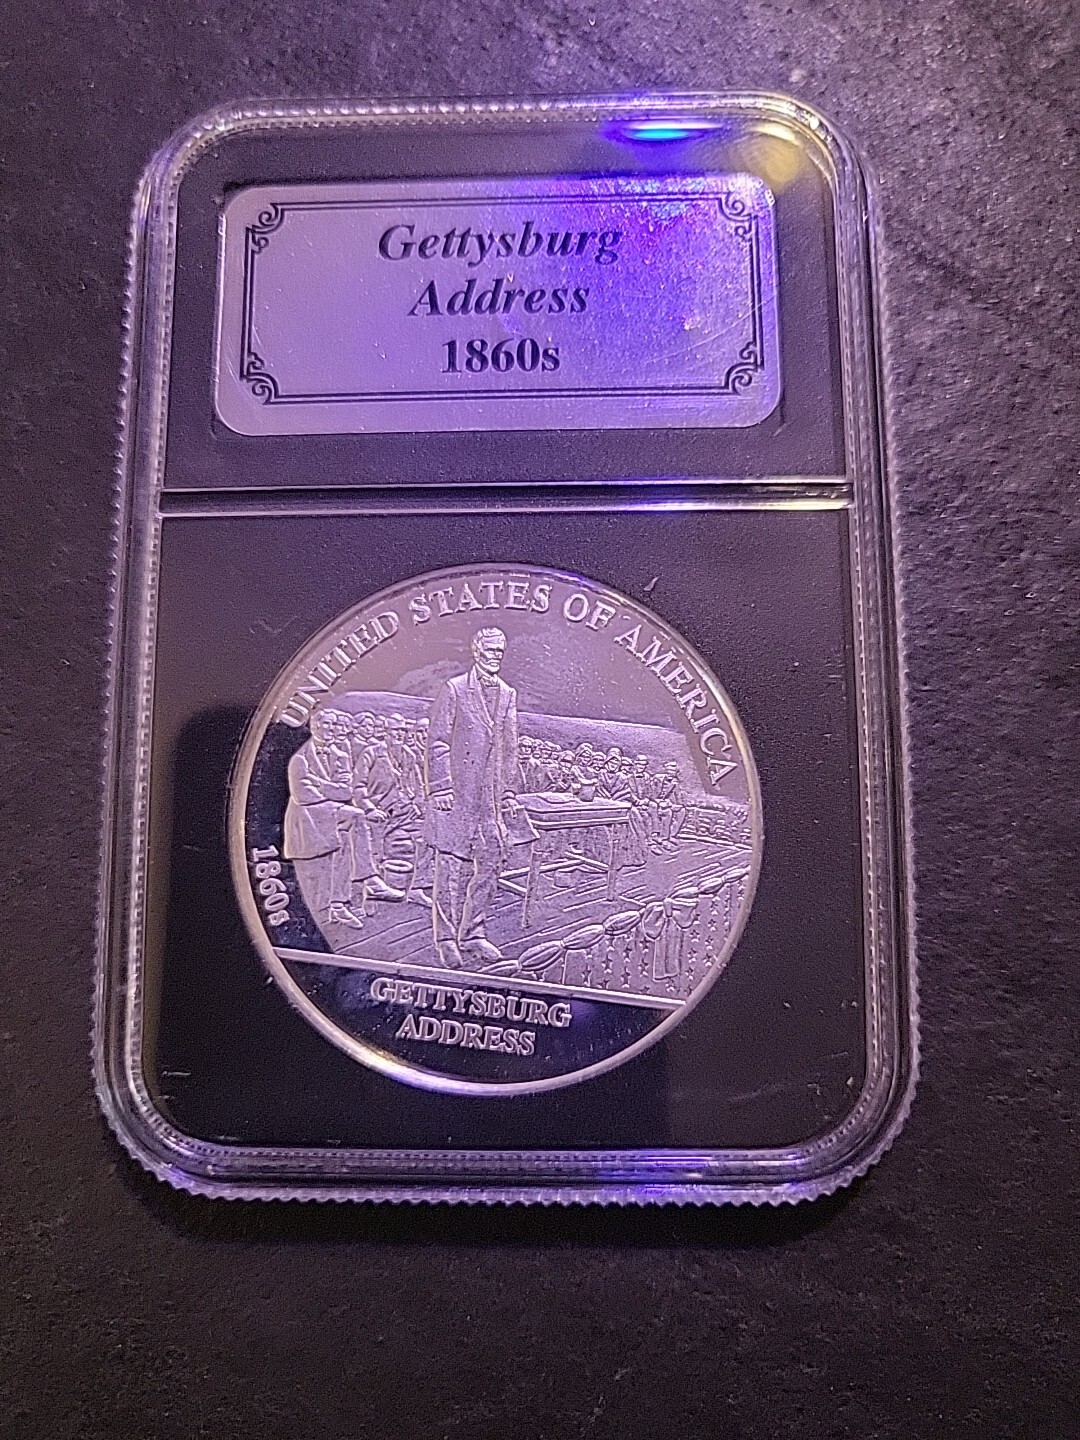 Gettysburg
Address
1860s
UNITED STATES OF AMERICA
1860s
GETTYSBURG
ADDRESS